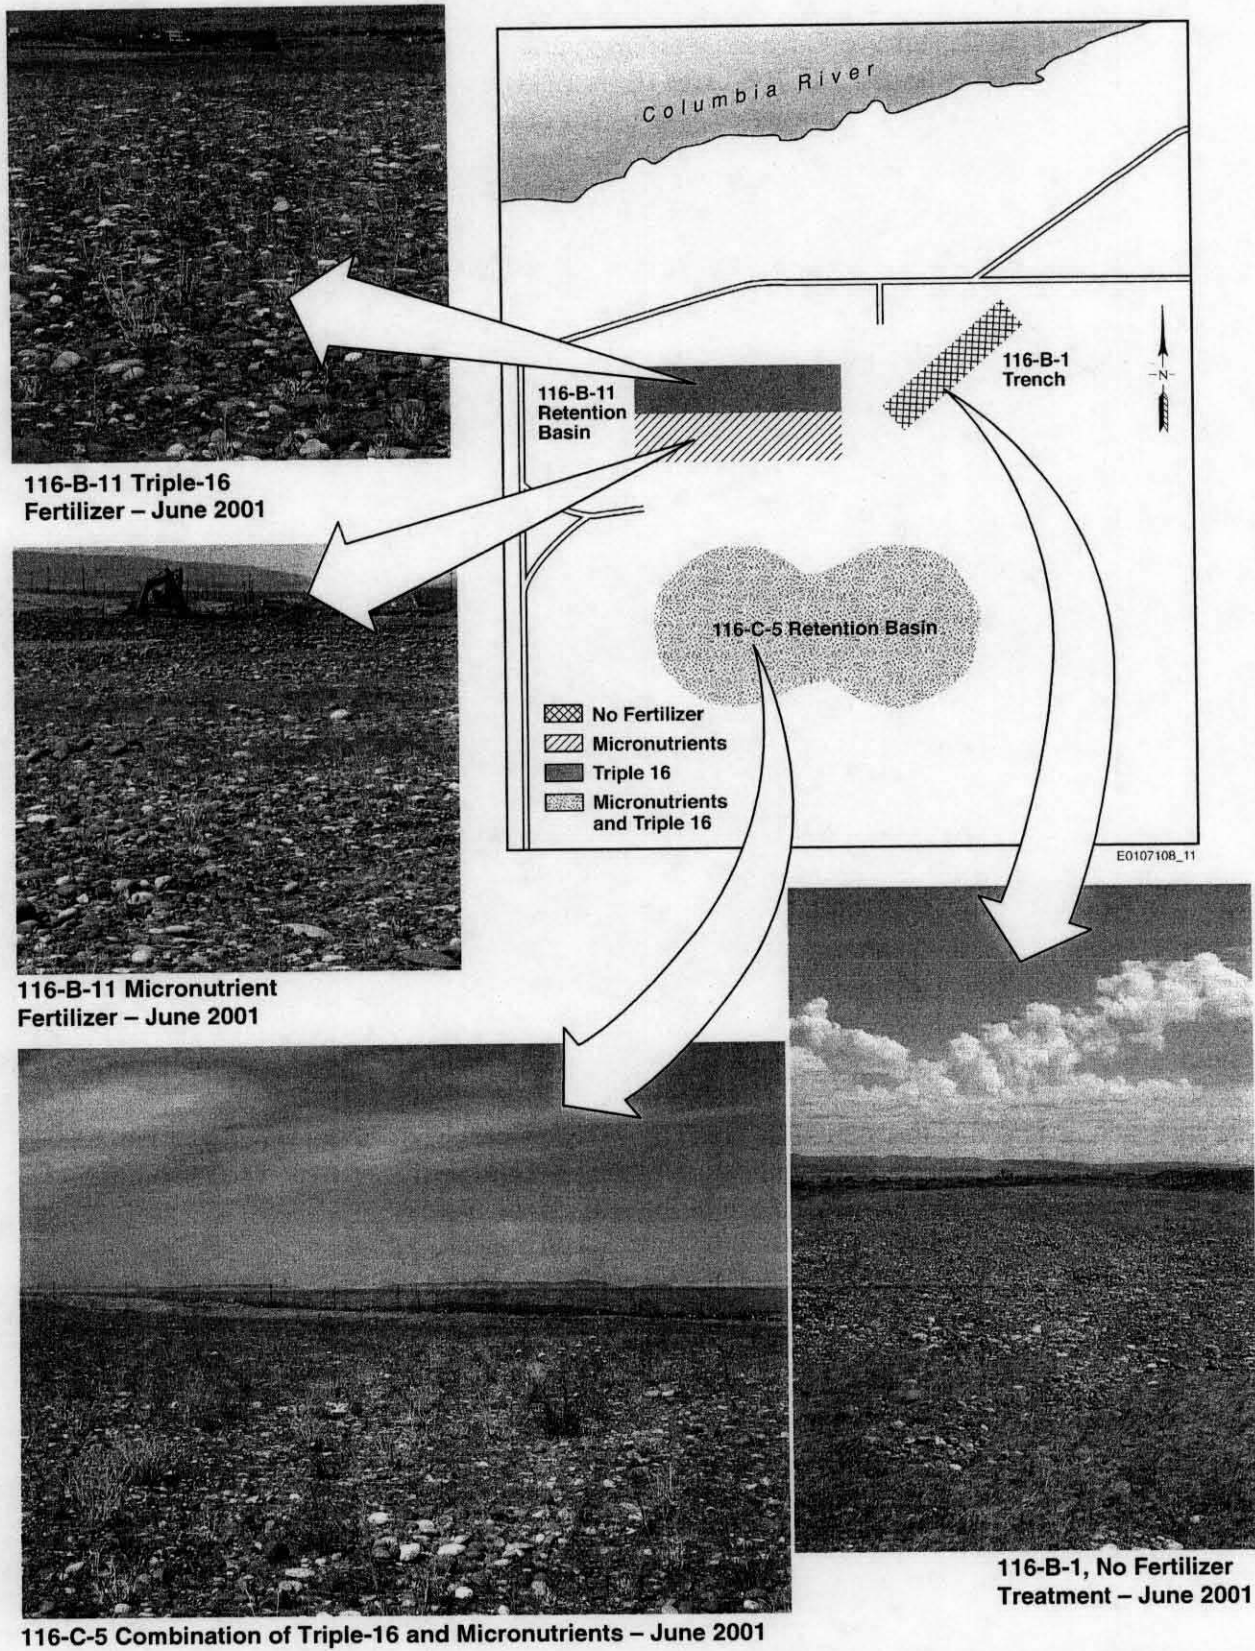 Columbia River
116-B-11
Retention
Basin
116-B-1
Trench
N
116-C-5 Retention Basin
No Fertilizer
Micronutrients
Triple 16
Micronutrients
and Triple 16
E0107108_11
116-B-11 Triple-16
Fertilizer – June 2001
116-B-11 Micronutrient
Fertilizer – June 2001
116-B-1, No Fertilizer
Treatment – June 2001
116-C-5 Combination of Triple-16 and Micronutrients – June 2001